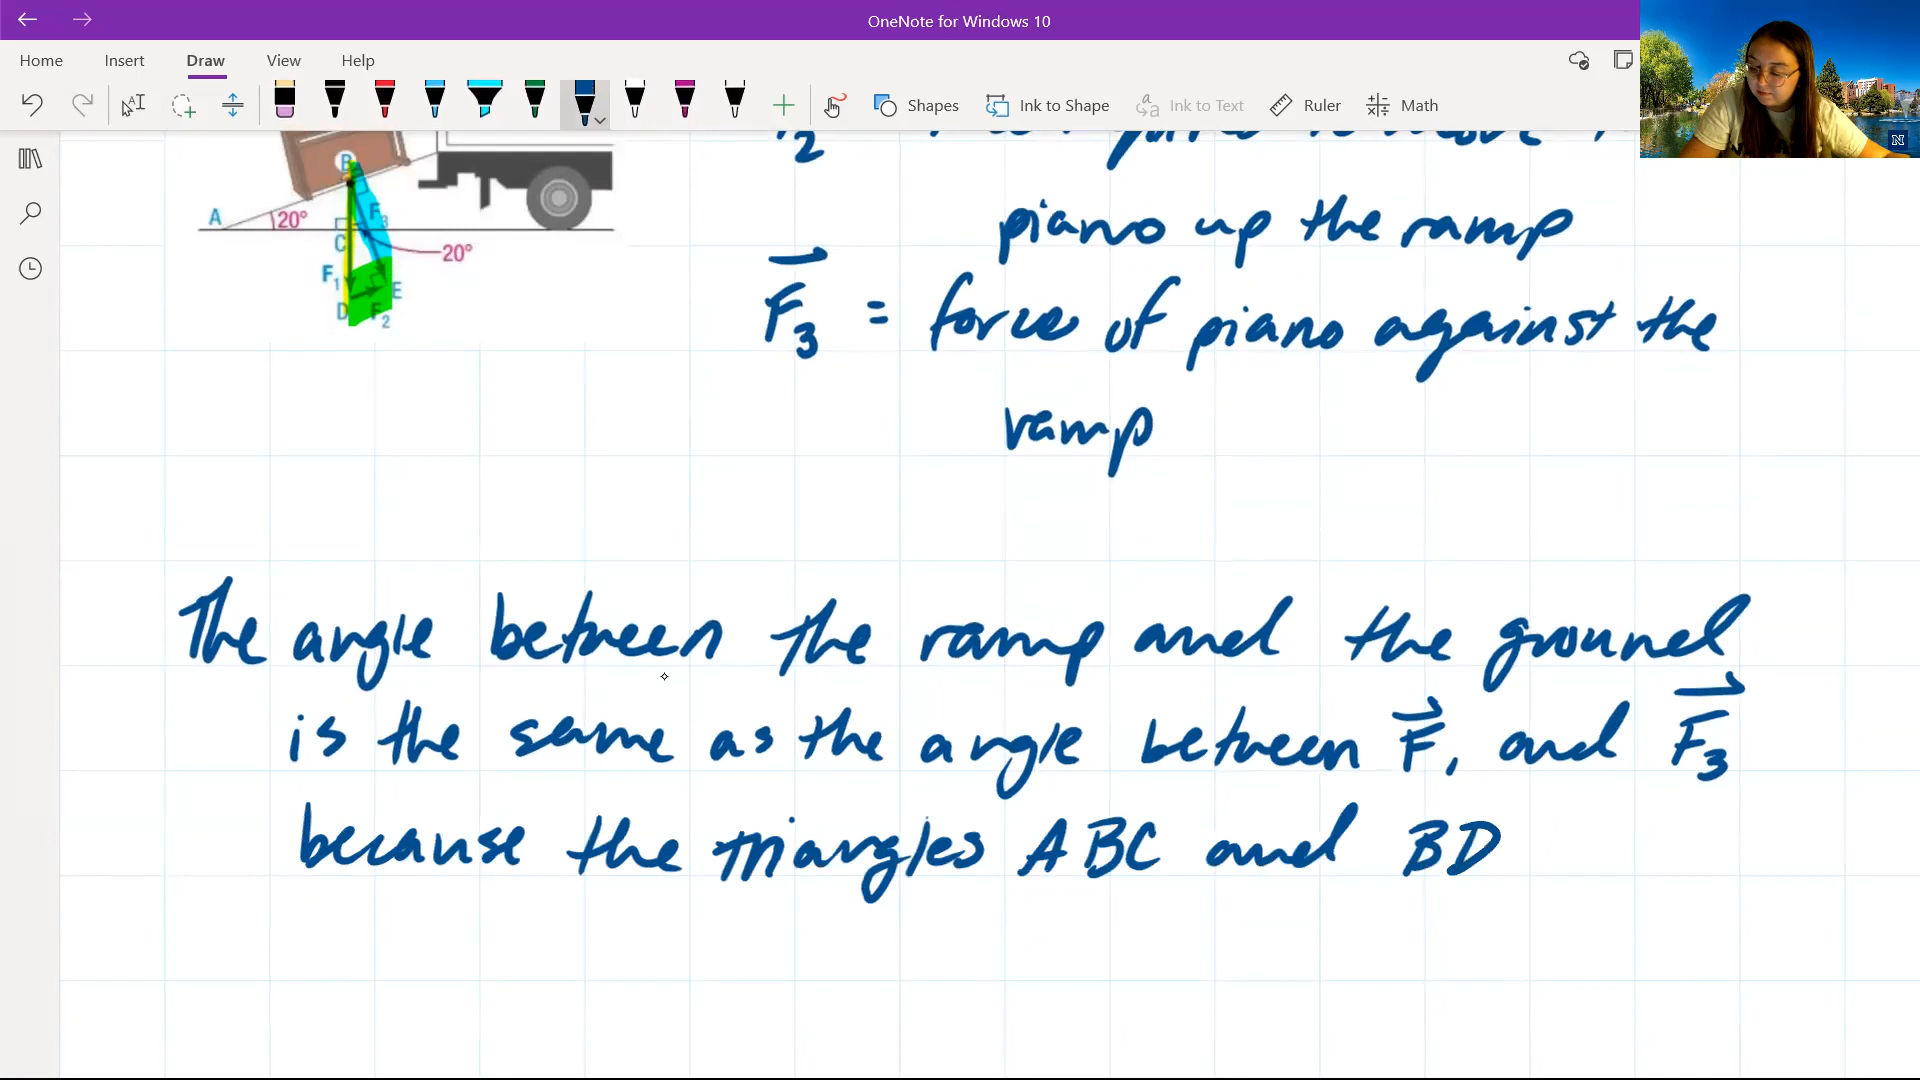 OneNote for Windows 10
Home Insert Draw View Help
Shapes Ink to Shape Ink to Text Ruler Math
B
A 20° F3
C 20°
F1 E
D F2
F2
piano up the ramp
F3 = force of piano against the
ramp
The angle between the ramp and the ground
is the same as the angle between F1 and F3
because the triangles ABC and BD
N